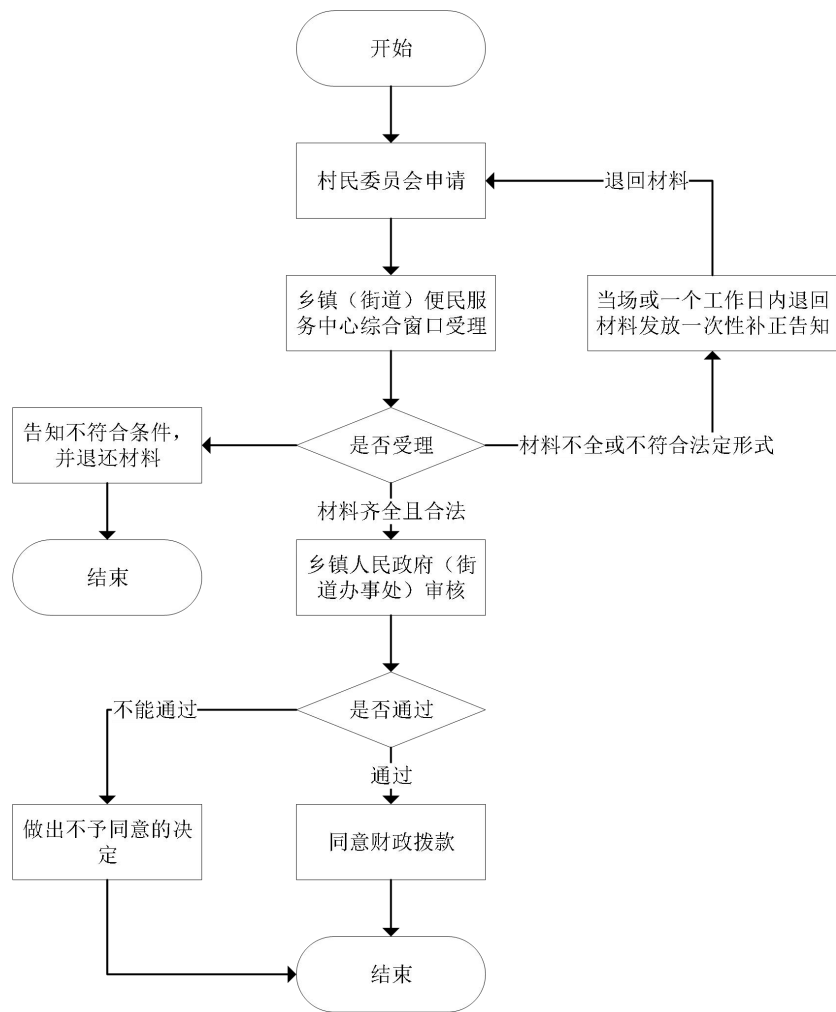 开始
村民委员会申请
退回材料
乡镇（街道）便民服
务中心综合窗口受理
当场或一个工作日内退回
材料发放一次性补正告知
告知不符合条件，
并退还材料
是否受理
材料不全或不符合法定形式
材料齐全且合法
结束
乡镇人民政府（街
道办事处）审核
不能通过
是否通过
通过
做出不予同意的决
定
同意财政拨款
结束